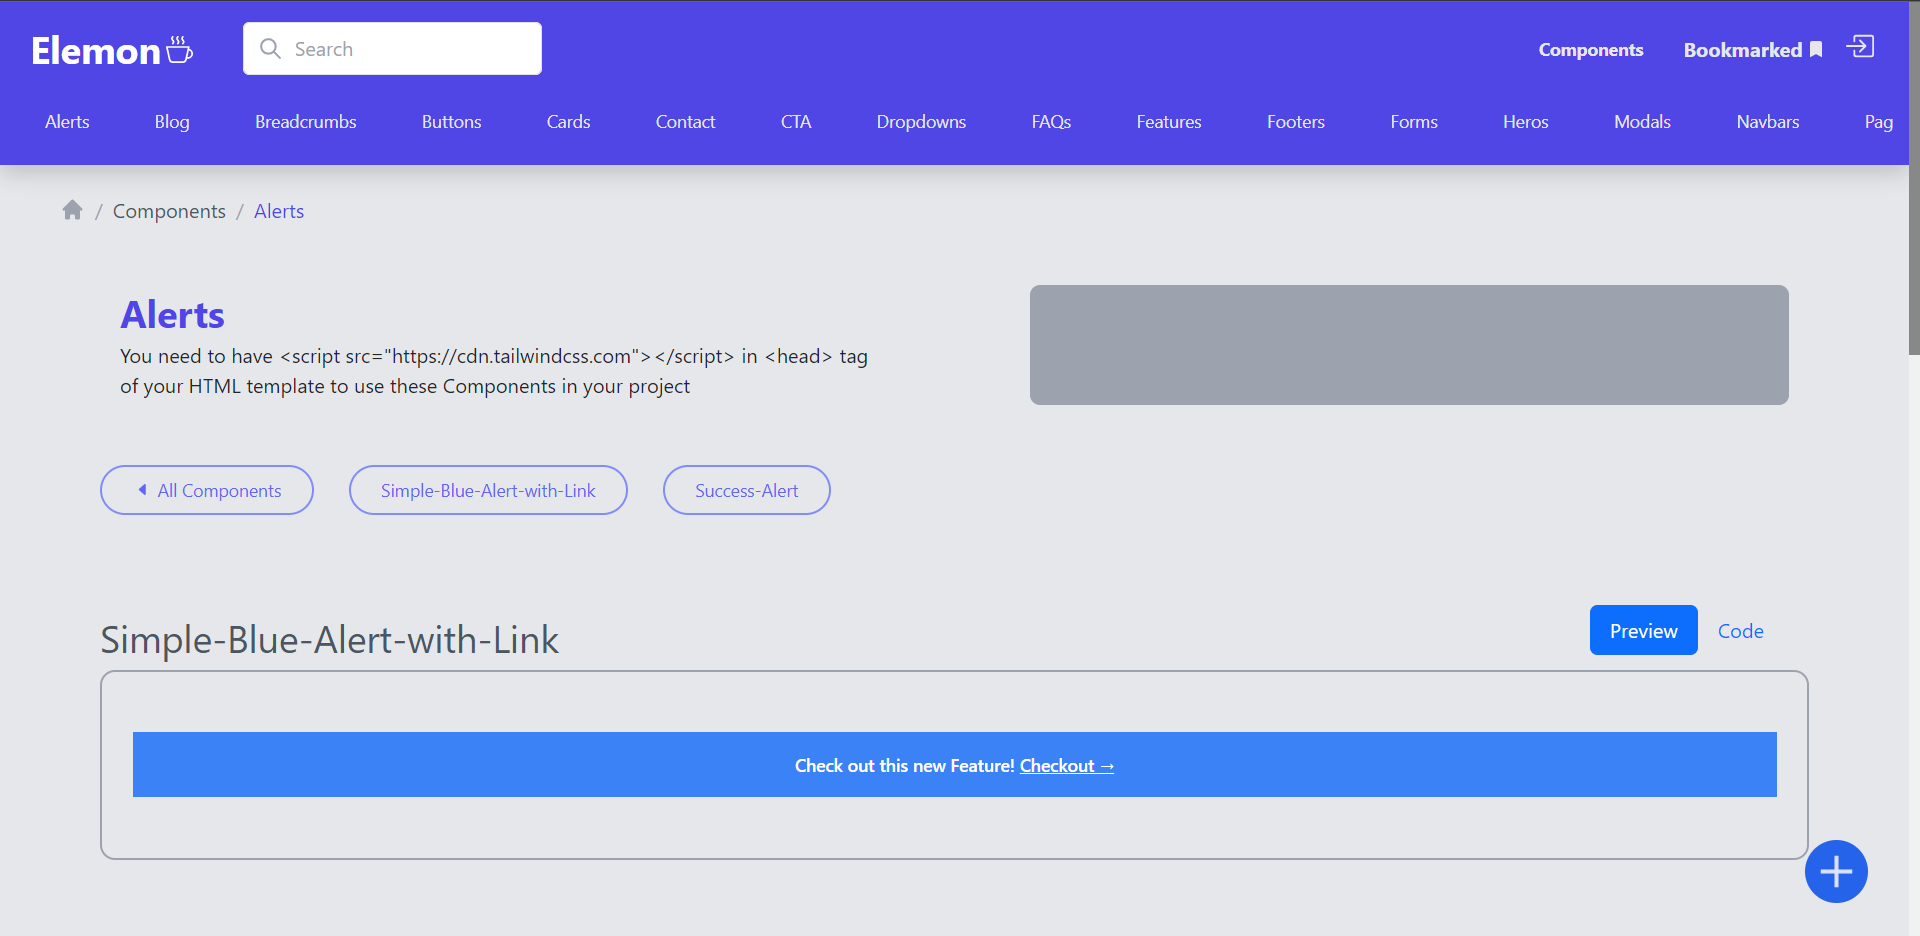 Elemon
Search
Components
Bookmarked
Alerts Blog Breadcrumbs Buttons Cards Contact CTA Dropdowns FAQs Features Footers Forms Heros Modals Navbars Pag
/ Components / Alerts
Alerts
You need to have <script src="https://cdn.tailwindcss.com"></script> in <head> tag
of your HTML template to use these Components in your project
All Components
Simple-Blue-Alert-with-Link
Success-Alert
Simple-Blue-Alert-with-Link
Preview
Code
Check out this new Feature! Checkout →